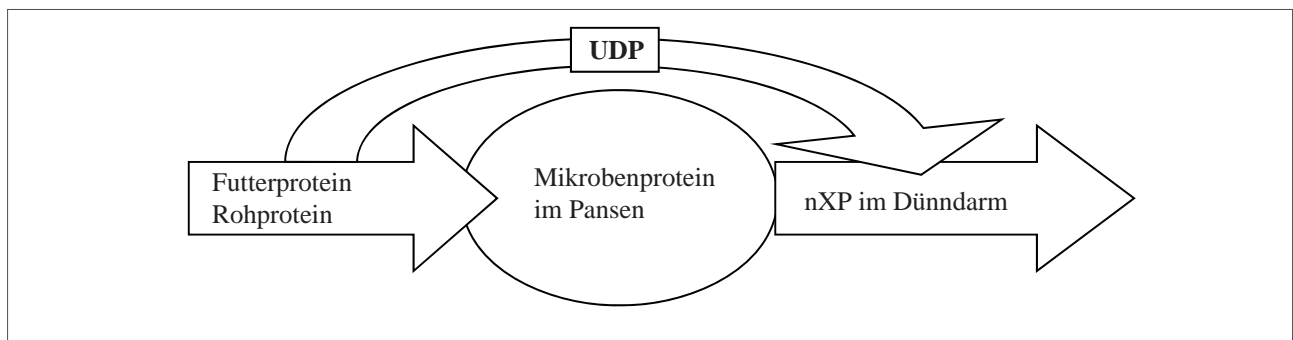 UDP
Futterprotein
Rohprotein
Mikrobenprotein
im Pansen
nXP im Dünndarm